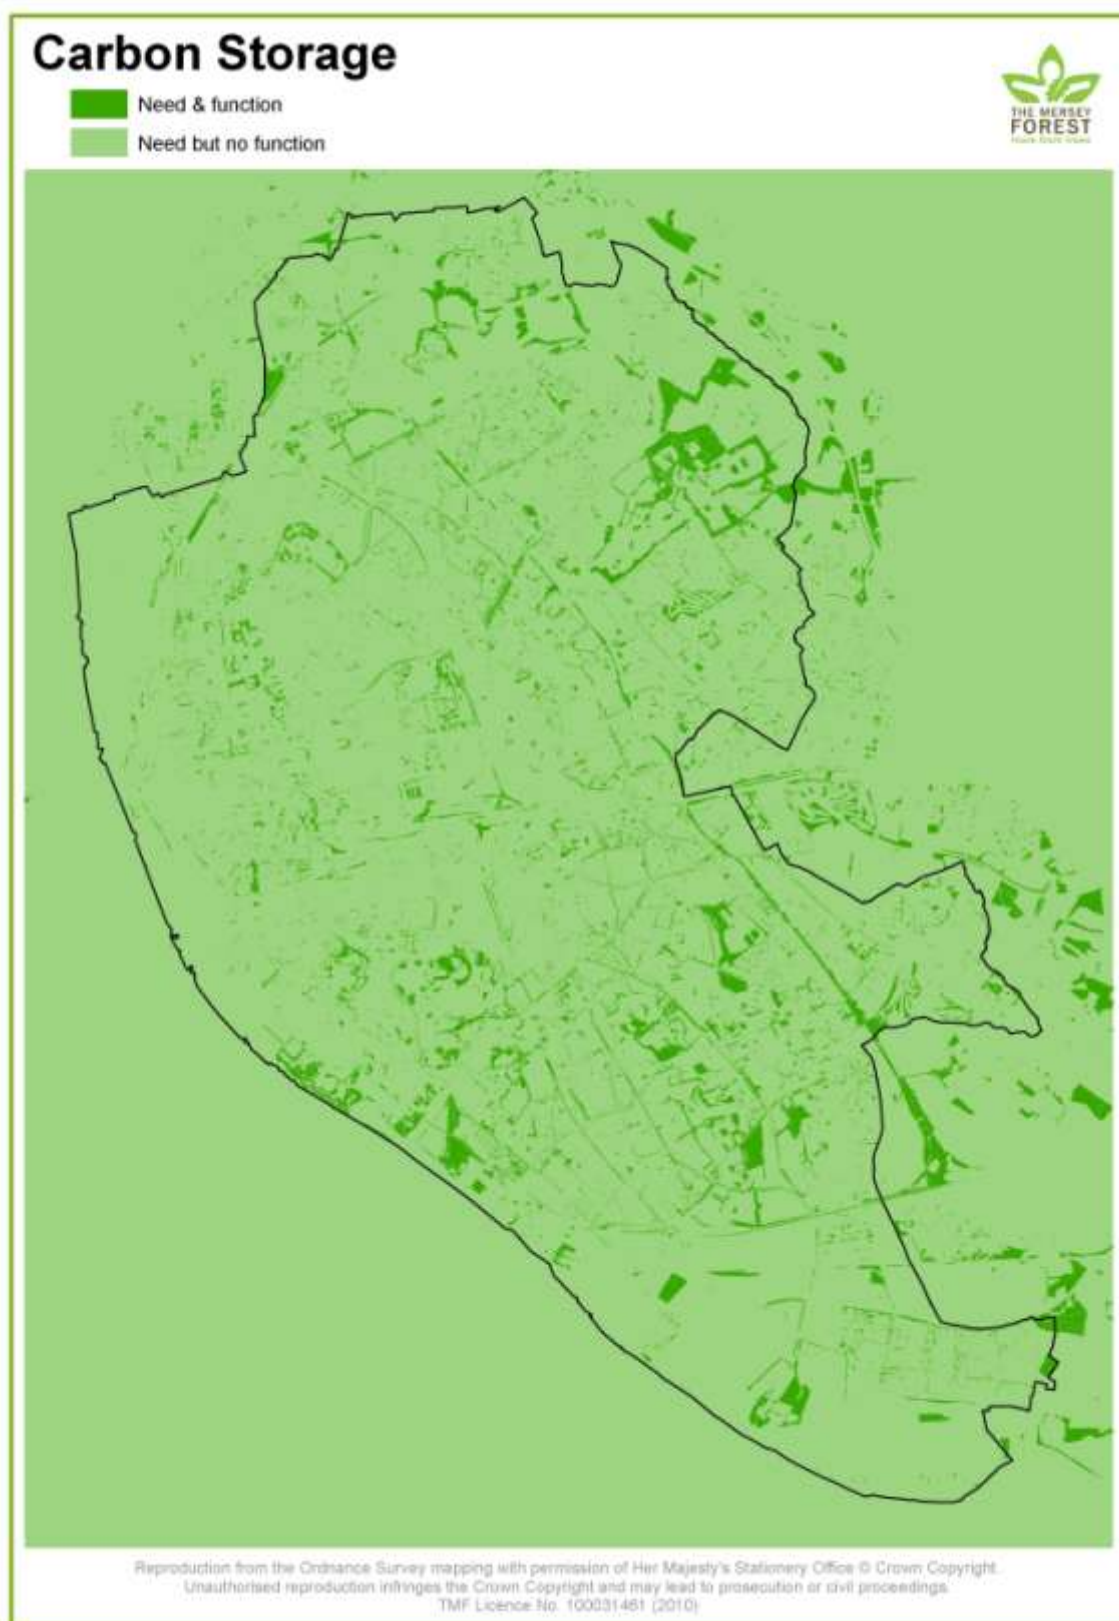 Carbon Storage
Need & function
Need but no function
THE MERSEY
FOREST
Reproduction from the Ordnance Survey mapping with permission of Her Majesty's Stationery Office © Crown Copyright.
Unauthorised reproduction infringes the Crown Copyright and may lead to prosecution or civil proceedings.
TMF Licence No. 100031461 (2010)